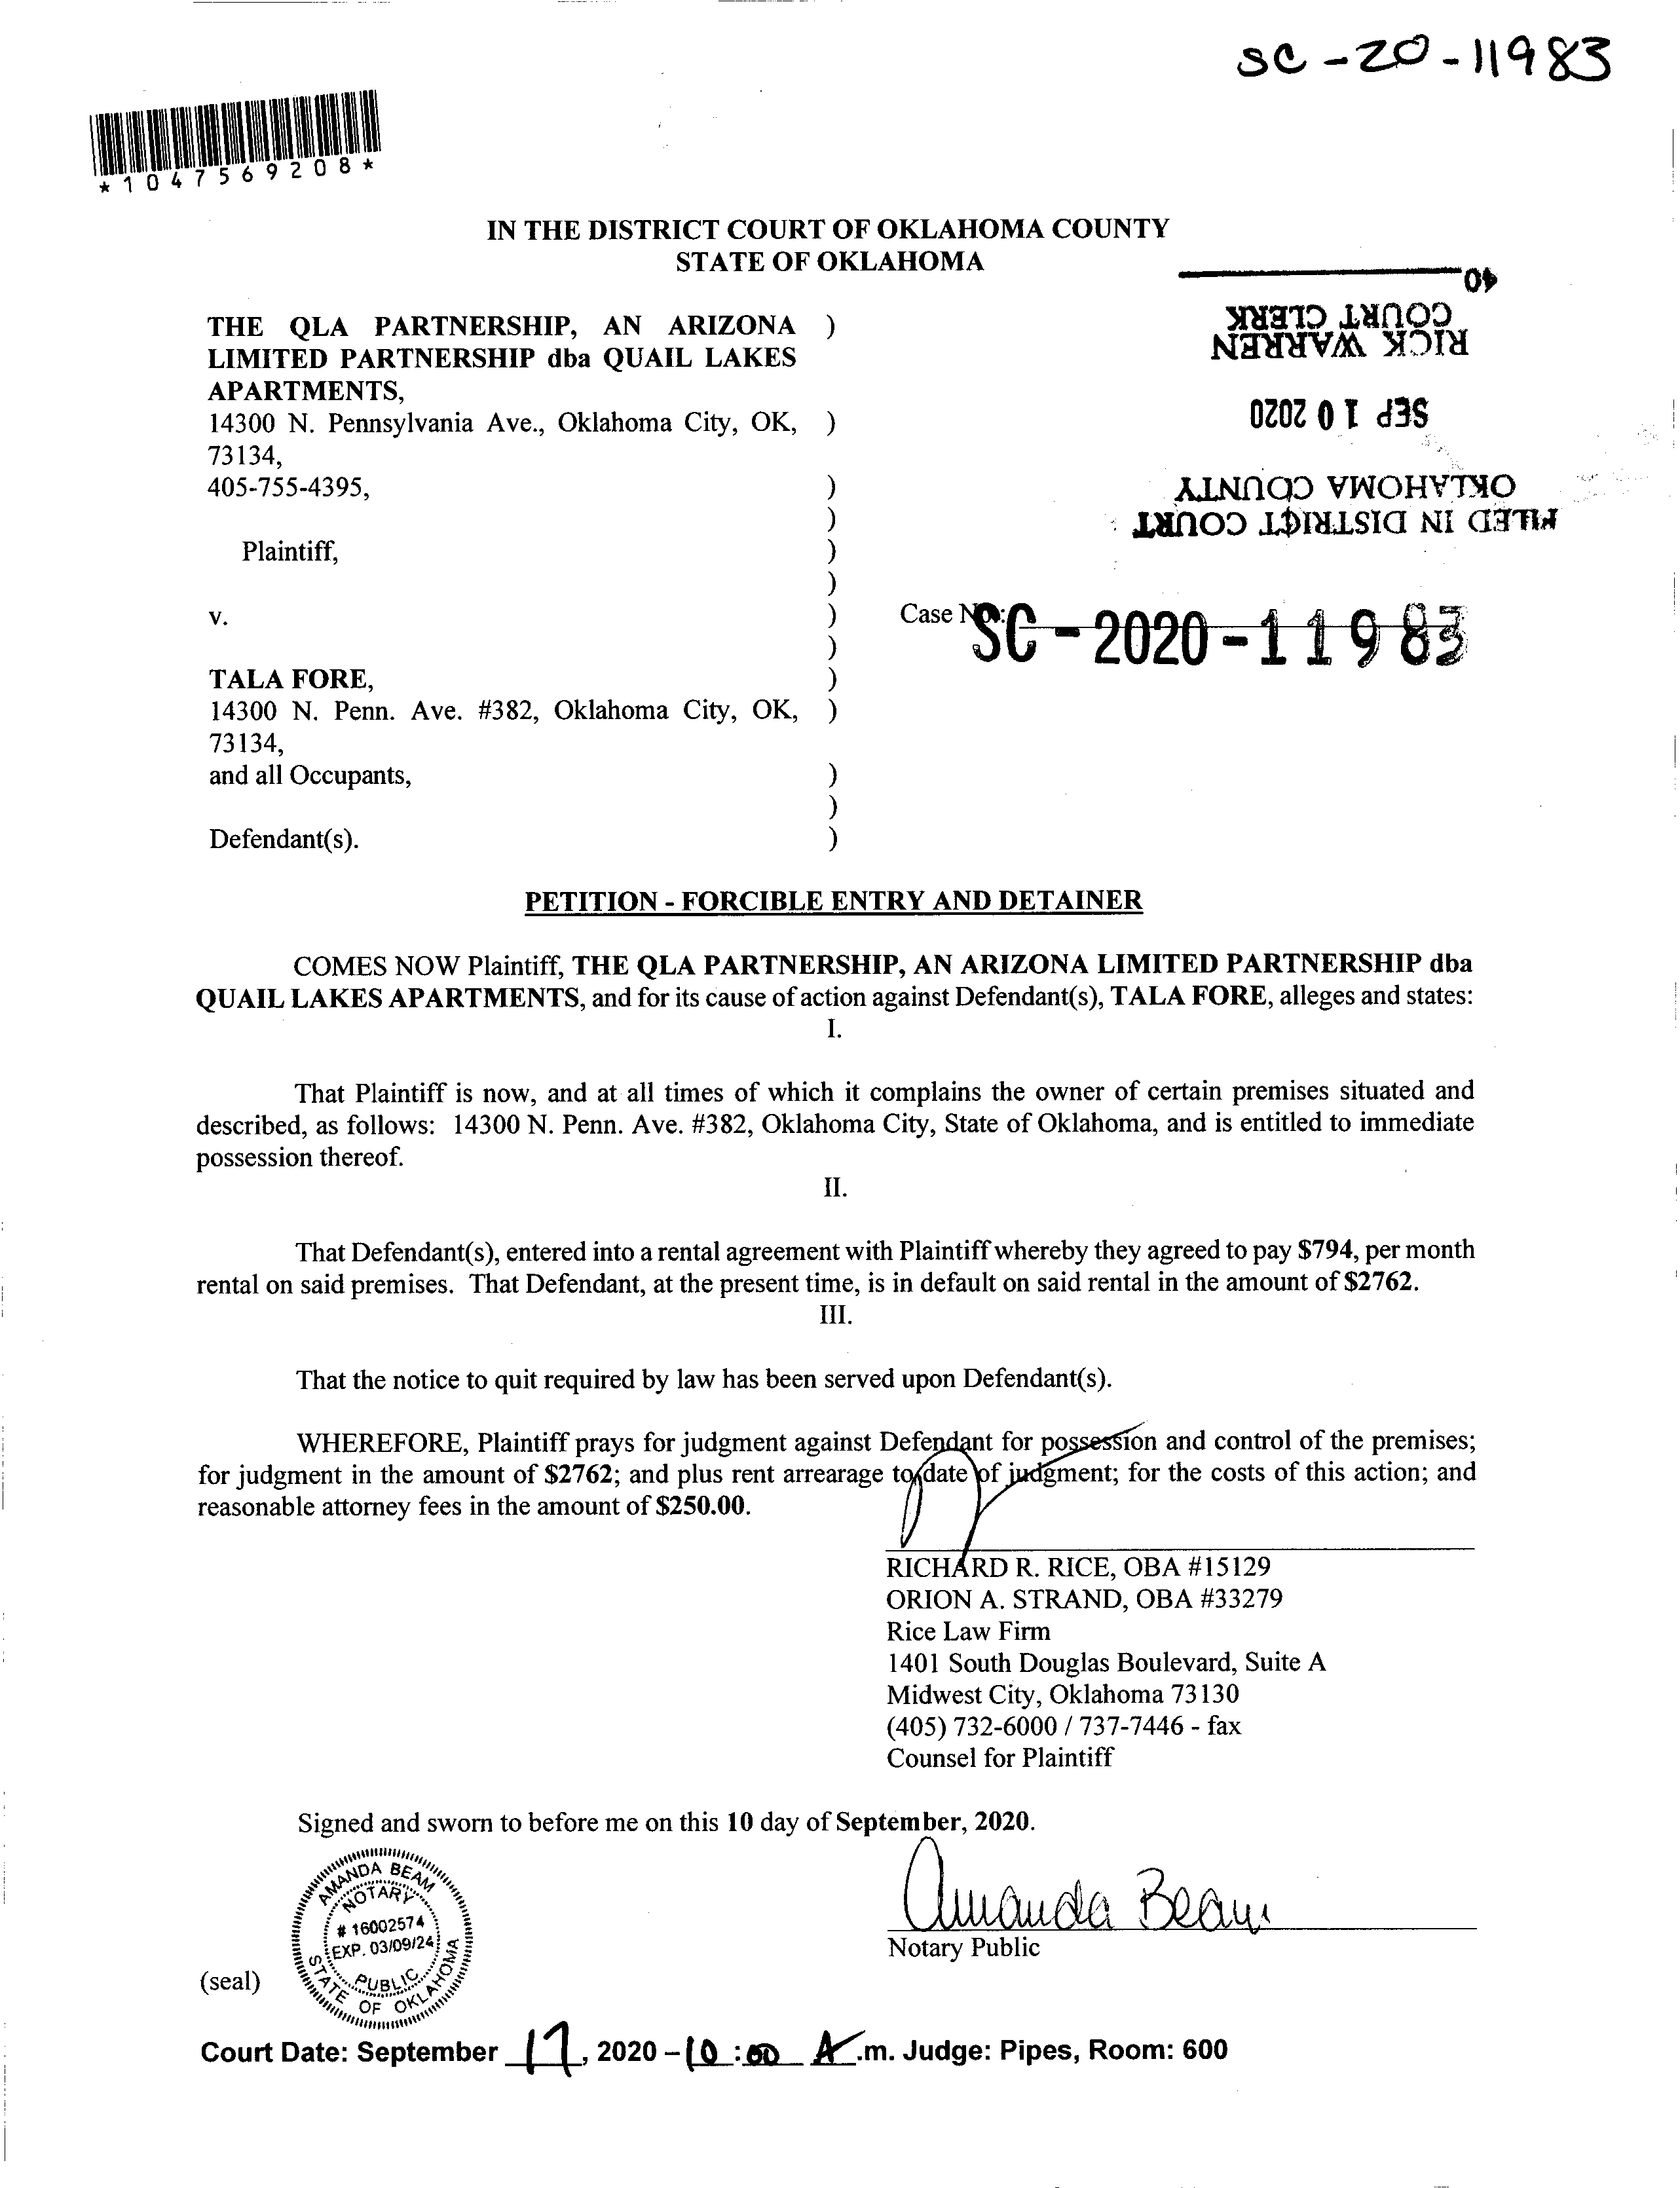 SC-20-11983
*1047569208*
IN THE DISTRICT COURT OF OKLAHOMA COUNTY
STATE OF OKLAHOMA
THE QLA PARTNERSHIP, AN ARIZONA )
LIMITED PARTNERSHIP dba QUAIL LAKES
APARTMENTS,
14300 N. Pennsylvania Ave., Oklahoma City, OK, )
73134,
405-755-4395, )
)
Plaintiff, )
)
v. )
)
TALA FORE, )
14300 N. Penn. Ave. #382, Oklahoma City, OK, )
73134,
and all Occupants, )
)
Defendant(s). )
FILED IN DISTRICT COURT
OKLAHOMA COUNTY
SEP 10 2020
RICK WARREN
COURT CLERK
40
Case No.: SC-2020-11983
PETITION - FORCIBLE ENTRY AND DETAINER
COMES NOW Plaintiff, THE QLA PARTNERSHIP, AN ARIZONA LIMITED PARTNERSHIP dba
QUAIL LAKES APARTMENTS, and for its cause of action against Defendant(s), TALA FORE, alleges and states:
I.
That Plaintiff is now, and at all times of which it complains the owner of certain premises situated and
described, as follows: 14300 N. Penn. Ave. #382, Oklahoma City, State of Oklahoma, and is entitled to immediate
possession thereof.
II.
That Defendant(s), entered into a rental agreement with Plaintiff whereby they agreed to pay $794, per month
rental on said premises. That Defendant, at the present time, is in default on said rental in the amount of $2762.
III.
That the notice to quit required by law has been served upon Defendant(s).
WHEREFORE, Plaintiff prays for judgment against Defendant for possession and control of the premises;
for judgment in the amount of $2762; and plus rent arrearage to date of judgment; for the costs of this action; and
reasonable attorney fees in the amount of $250.00.
RICHARD R. RICE, OBA #15129
ORION A. STRAND, OBA #33279
Rice Law Firm
1401 South Douglas Boulevard, Suite A
Midwest City, Oklahoma 73130
(405) 732-6000 / 737-7446 - fax
Counsel for Plaintiff
Signed and sworn to before me on this 10 day of September, 2020.
Amanda Beam
Notary Public
(seal)
AMANDA BEAM
NOTARY
# 16002574
EXP. 03/09/24
PUBLIC
STATE OF OKLAHOMA
Court Date: September 17, 2020 - 10:00 A.m. Judge: Pipes, Room: 600